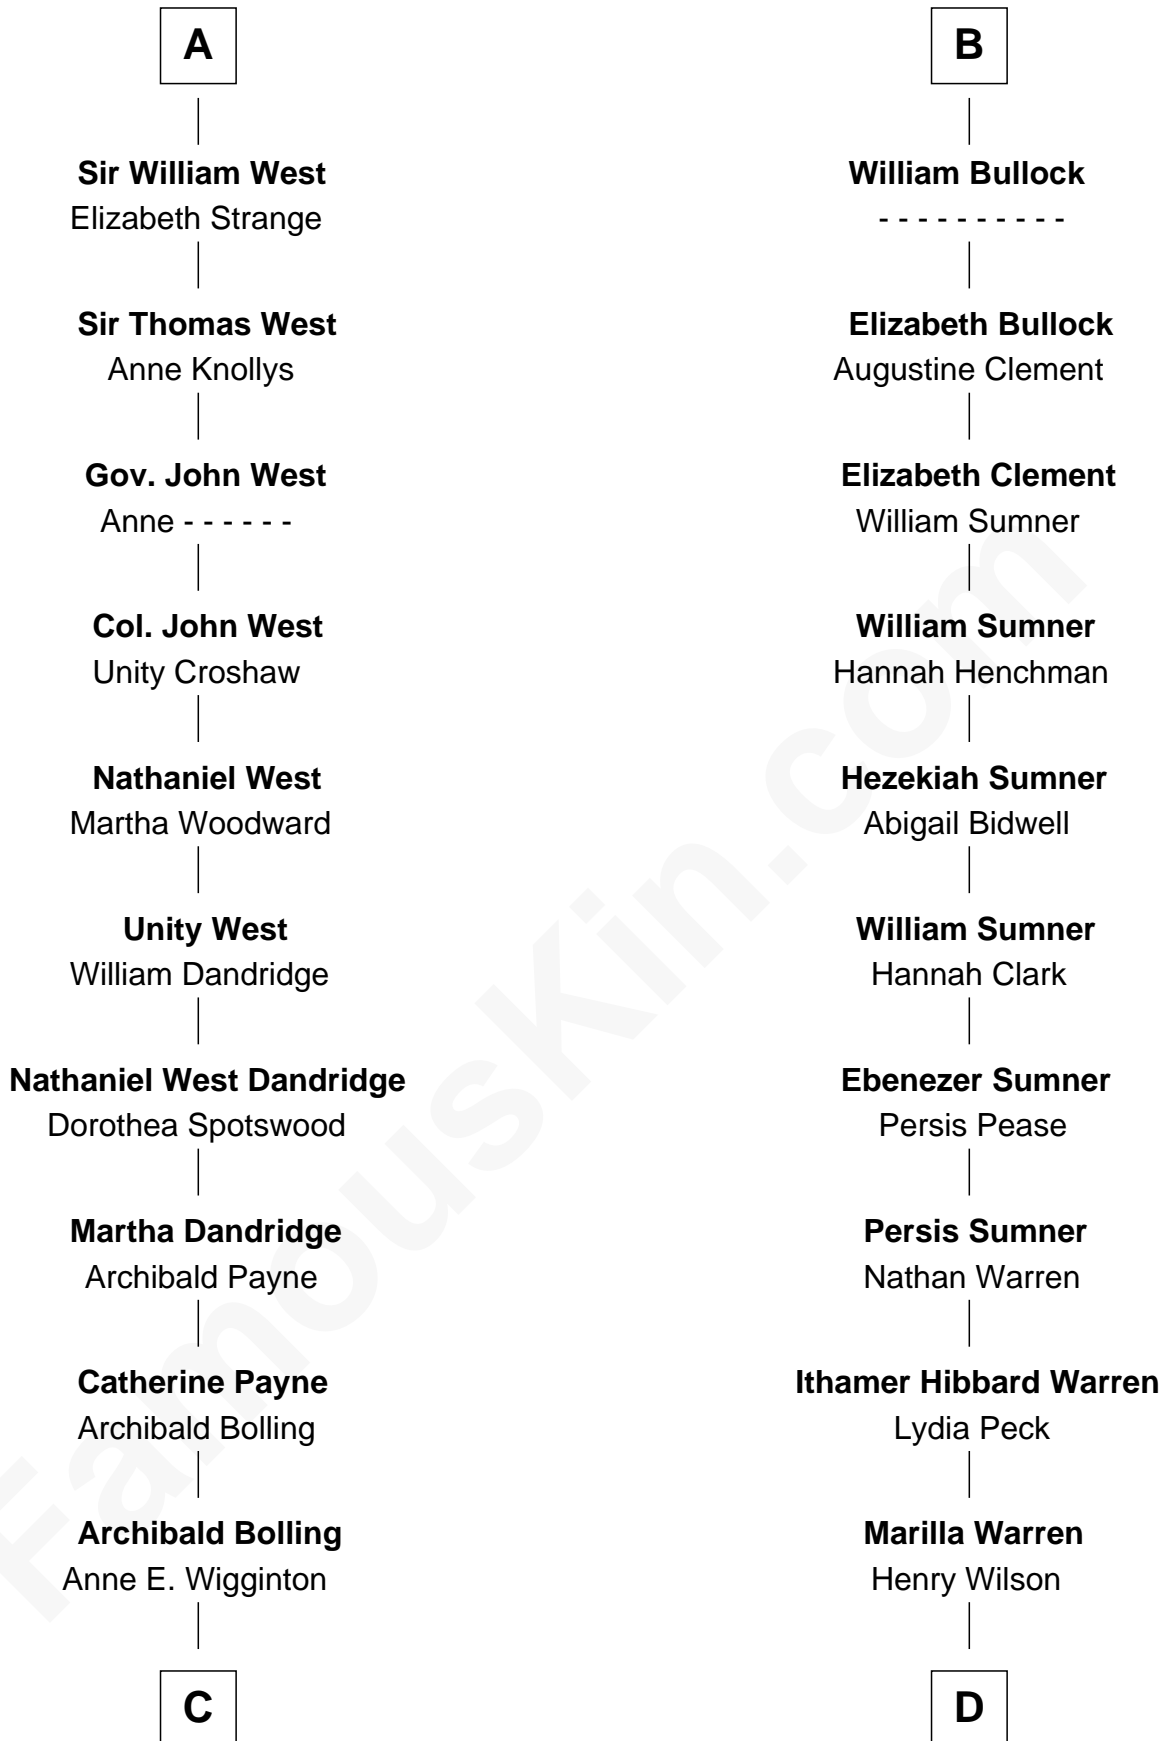 A
Sir William West
Elizabeth Strange
Sir Thomas West
Anne Knollys
Gov. John West
Anne - - - - - -
Col. John West
Unity Croshaw
Nathaniel West
Martha Woodward
Unity West
William Dandridge
Nathaniel West Dandridge
Dorothea Spotswood
Martha Dandridge
Archibald Payne
Catherine Payne
Archibald Bolling
Archibald Bolling
Anne E. Wigginton
C
B
William Bullock
- - - - - - - - - -
Elizabeth Bullock
Augustine Clement
Elizabeth Clement
William Sumner
William Sumner
Hannah Henchman
Hezekiah Sumner
Abigail Bidwell
William Sumner
Hannah Clark
Ebenezer Sumner
Persis Pease
Persis Sumner
Nathan Warren
Ithamer Hibbard Warren
Lydia Peck
Marilla Warren
Henry Wilson
D
FamousKin.com